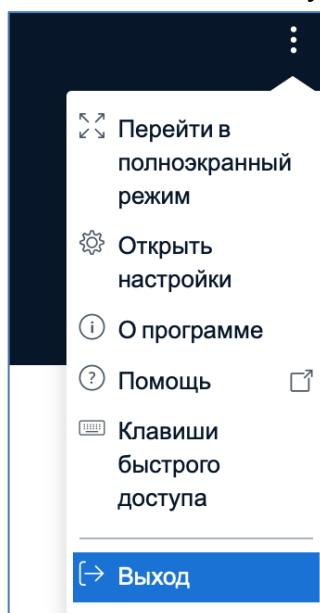 Перейти в
полноэкранный
режим
Открыть
настройки
О программе
Помощь
Клавиши
быстрого
доступа
Выход